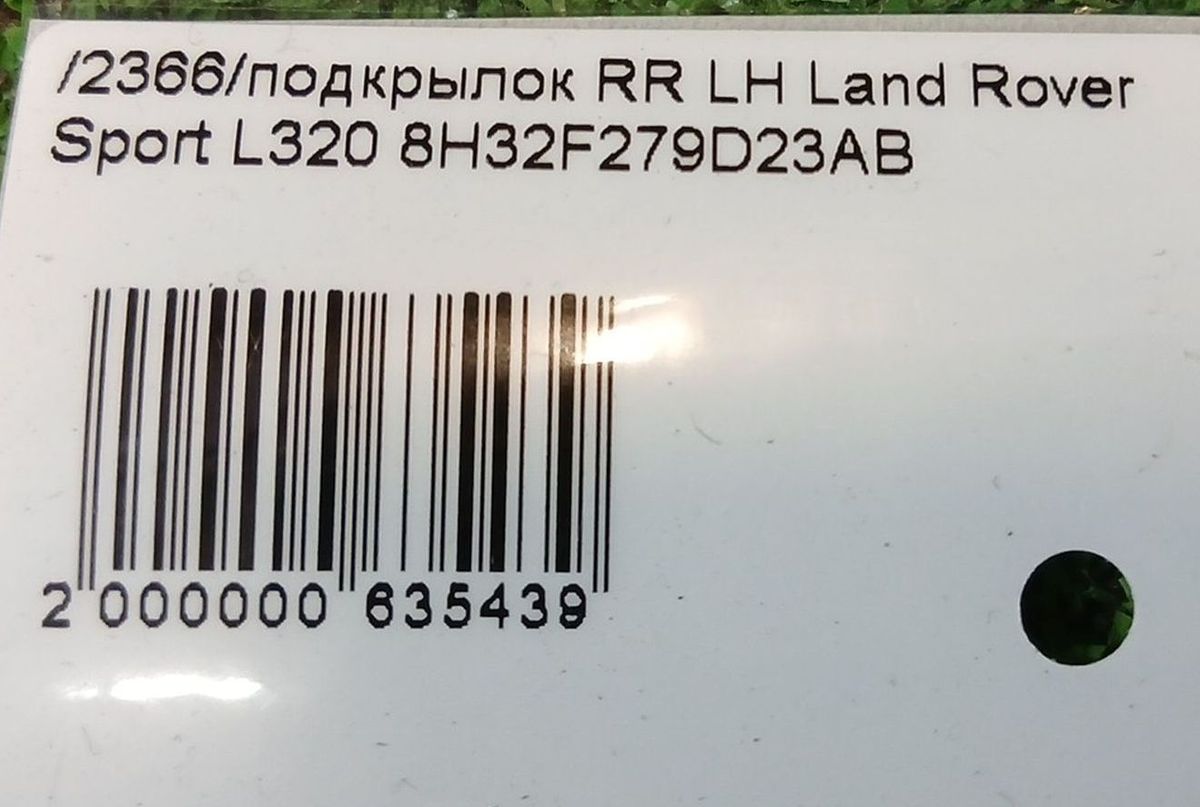 /2366/подкрылок RR LH Land Rover
Sport L320 8H32F279D23AB
2 000000 635439